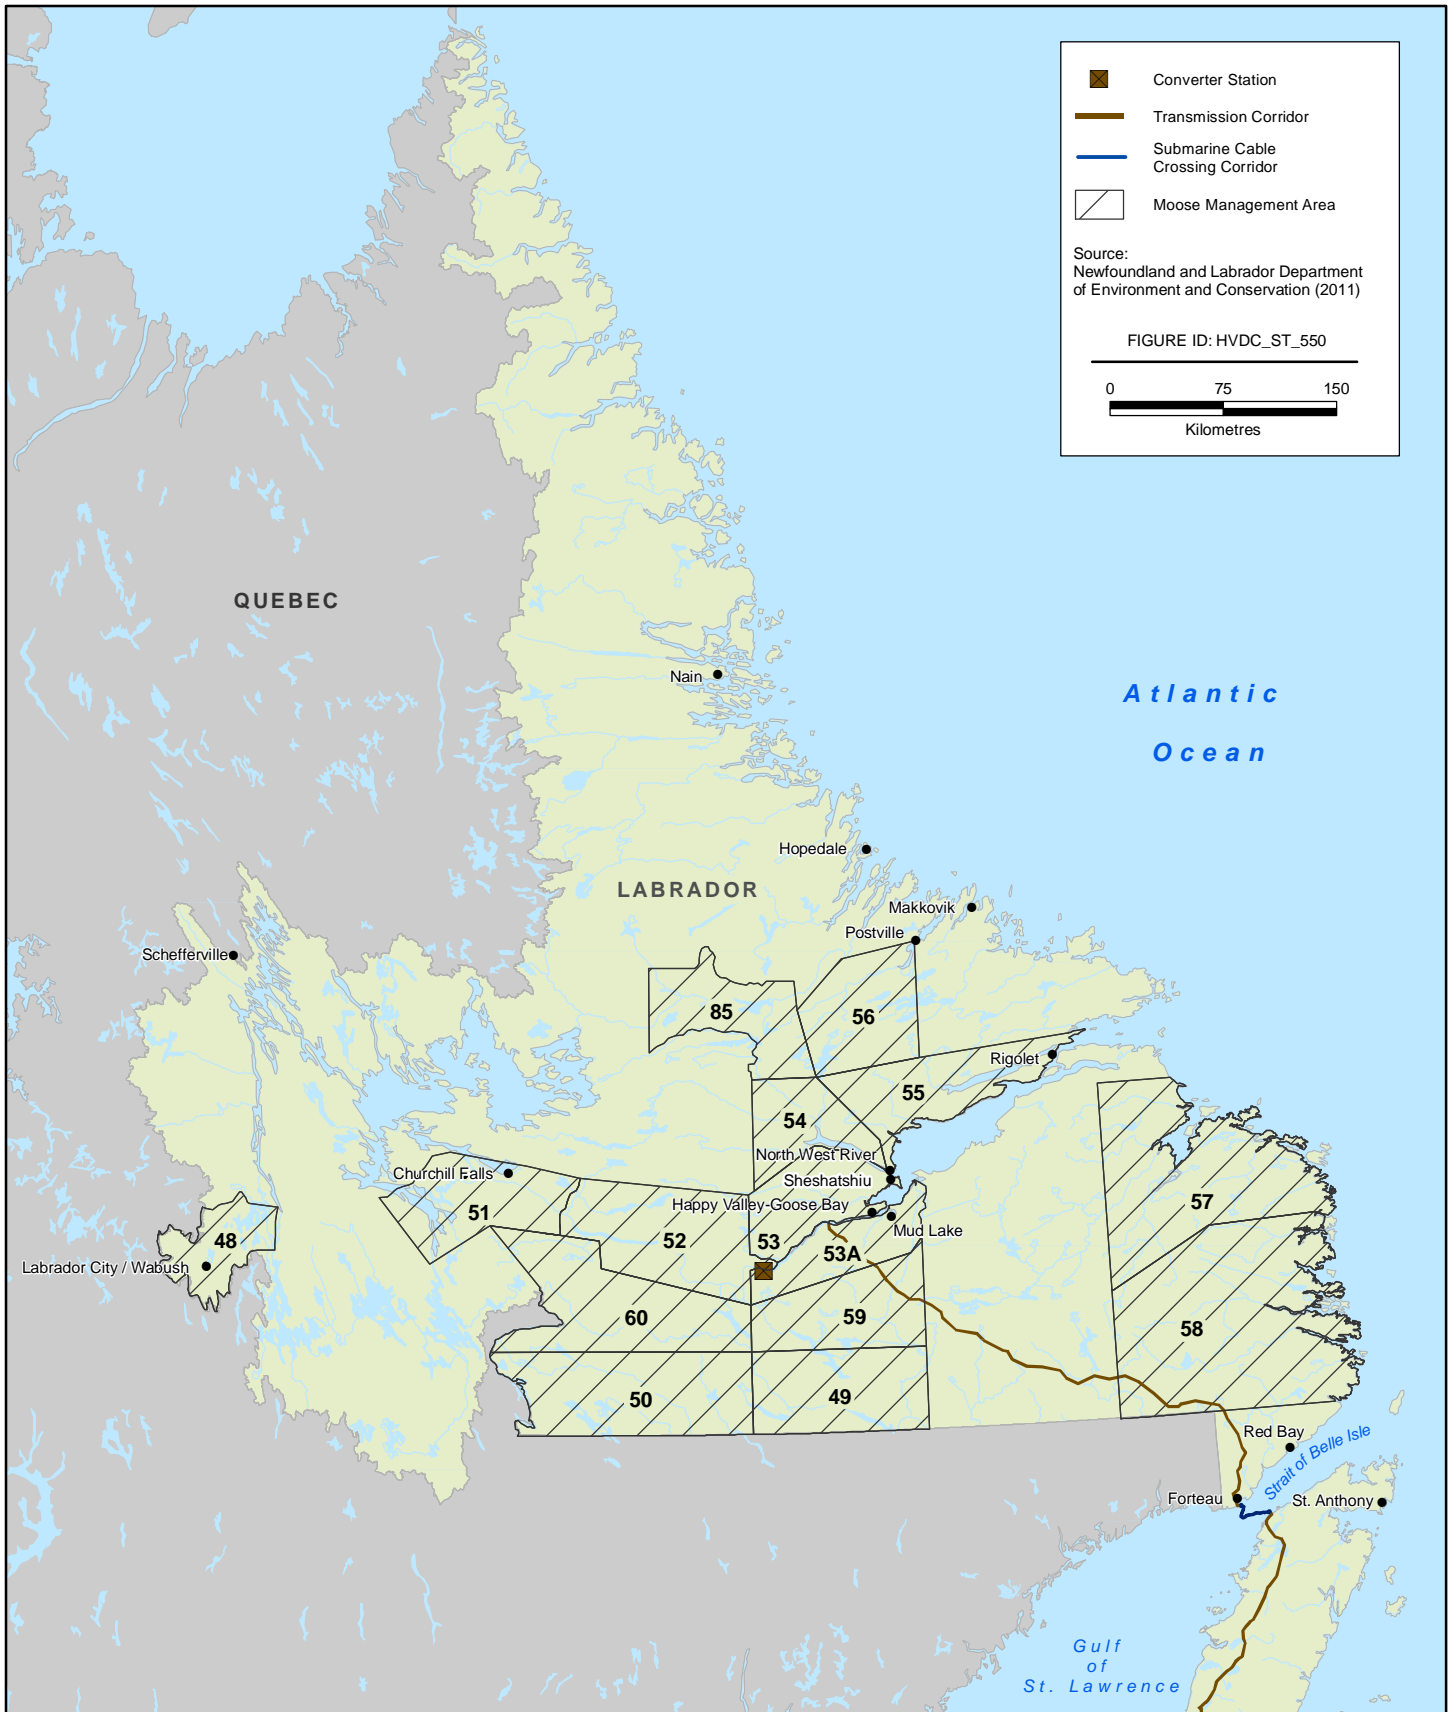 Converter Station
Transmission Corridor
Submarine Cable
Crossing Corridor
Moose Management Area
Source:
Newfoundland and Labrador Department
of Environment and Conservation (2011)
FIGURE ID: HVDC_ST_550
0 75 150
Kilometres
QUEBEC
Nain
Atlantic
Ocean
Hopedale
LABRADOR
Makkovik
Postville
Schefferville
85
56
Rigolet
55
54
North West River
Churchill Falls
Sheshatshiu
57
Happy Valley-Goose Bay
51
Mud Lake
48
52
53
53A
Labrador City / Wabush
60
59
58
50
49
Red Bay
Strait of Belle Isle
Forteau
St. Anthony
Gulf
of
St. Lawrence